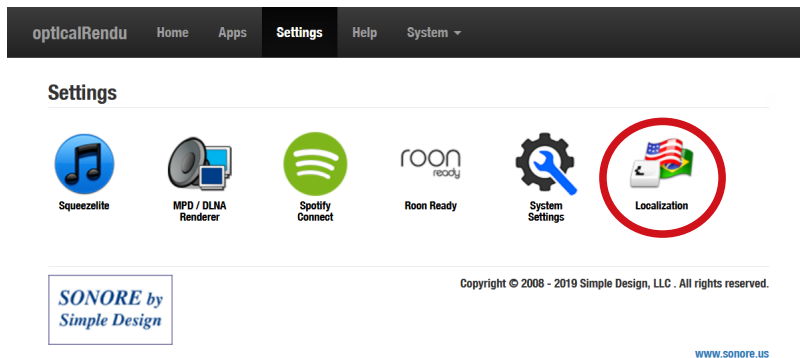 optIcalRendu Home Apps Settings Help System
Settings
Squeezelite
MPD / DLNA
Renderer
Spotify
Connect
roon
ready
Roon Ready
System
Settings
Localization
SONORE by
Simple Design
Copyright © 2008 - 2019 Simple Design, LLC . All rights reserved.
www.sonore.us